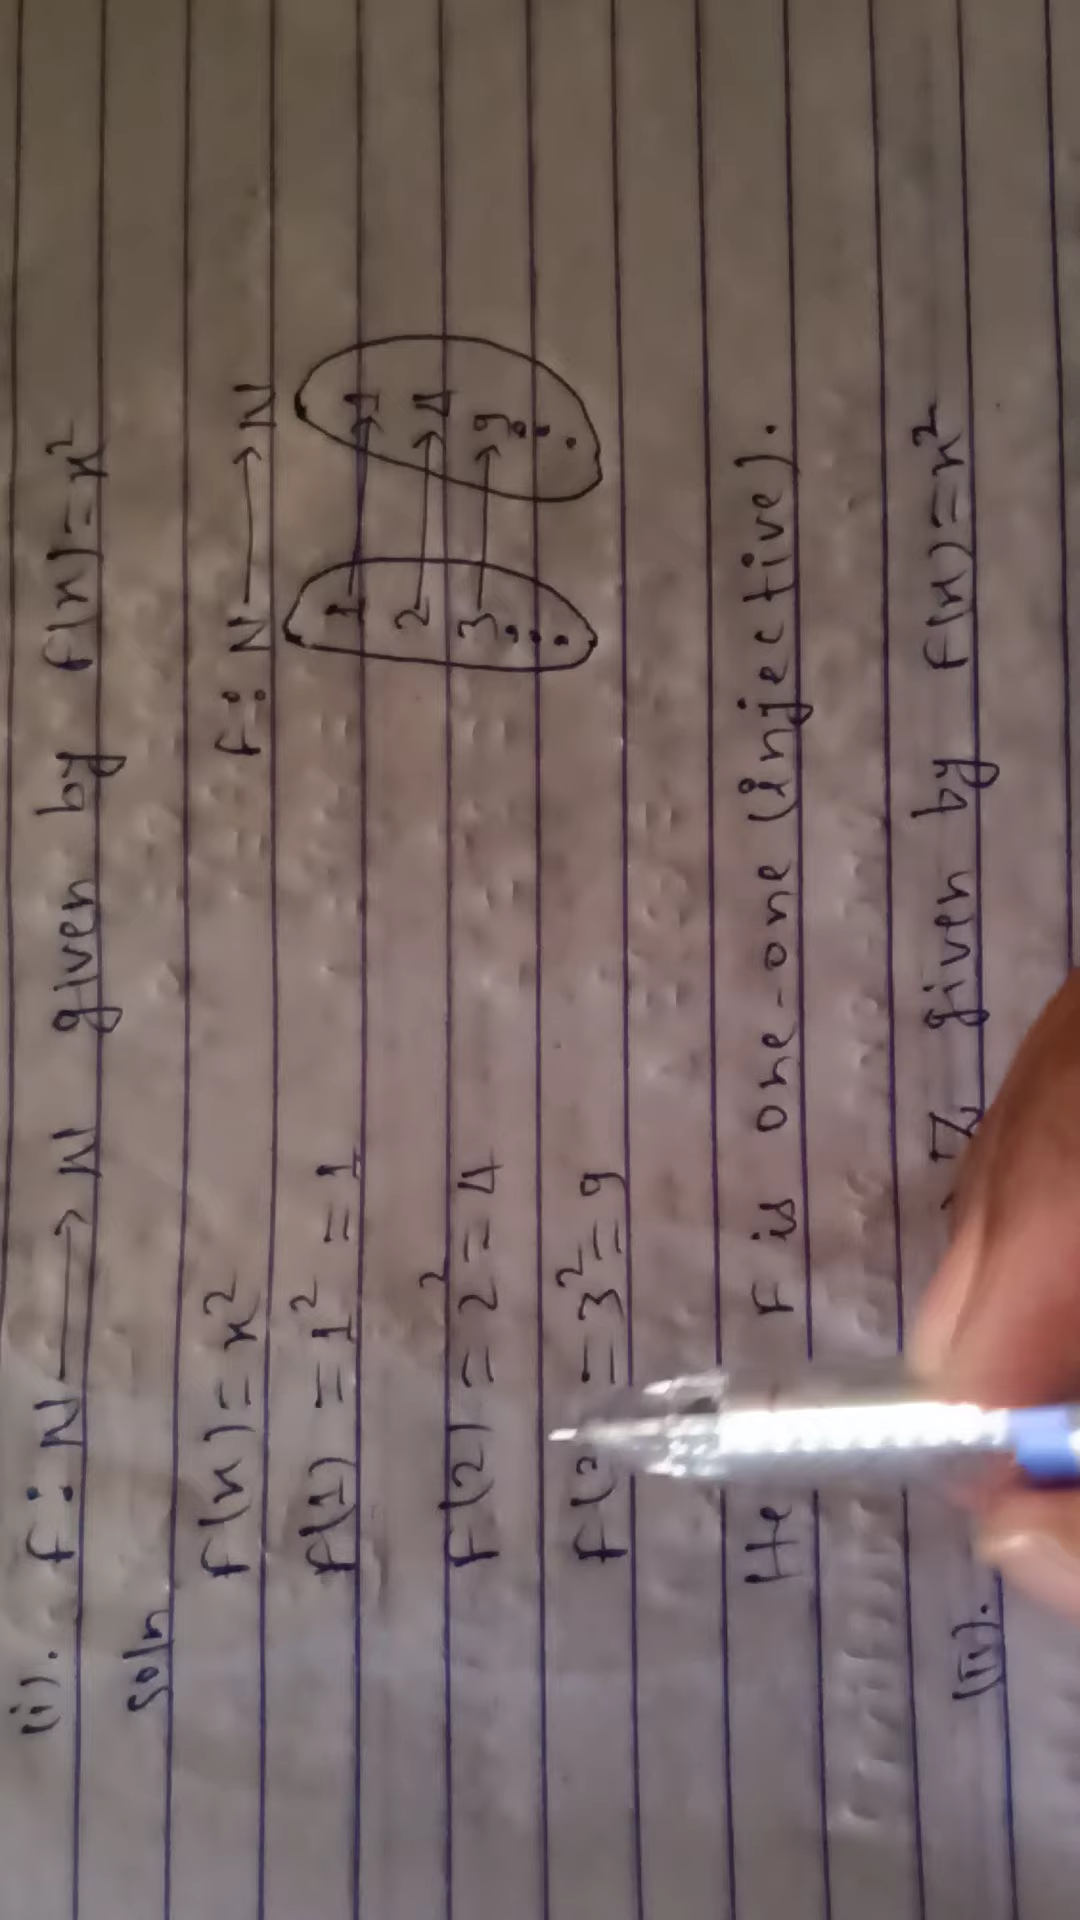 (i). f : N → N given by f(x)=x²
Soln
f(x)=x² f : N → N
f(1) = 1² = 1 1 → 1
f(2) = 2² = 4 2 → 4
= 3² = 9 3 → 9
F is one-one (injective).
(ii). Z given by f(x)=x²